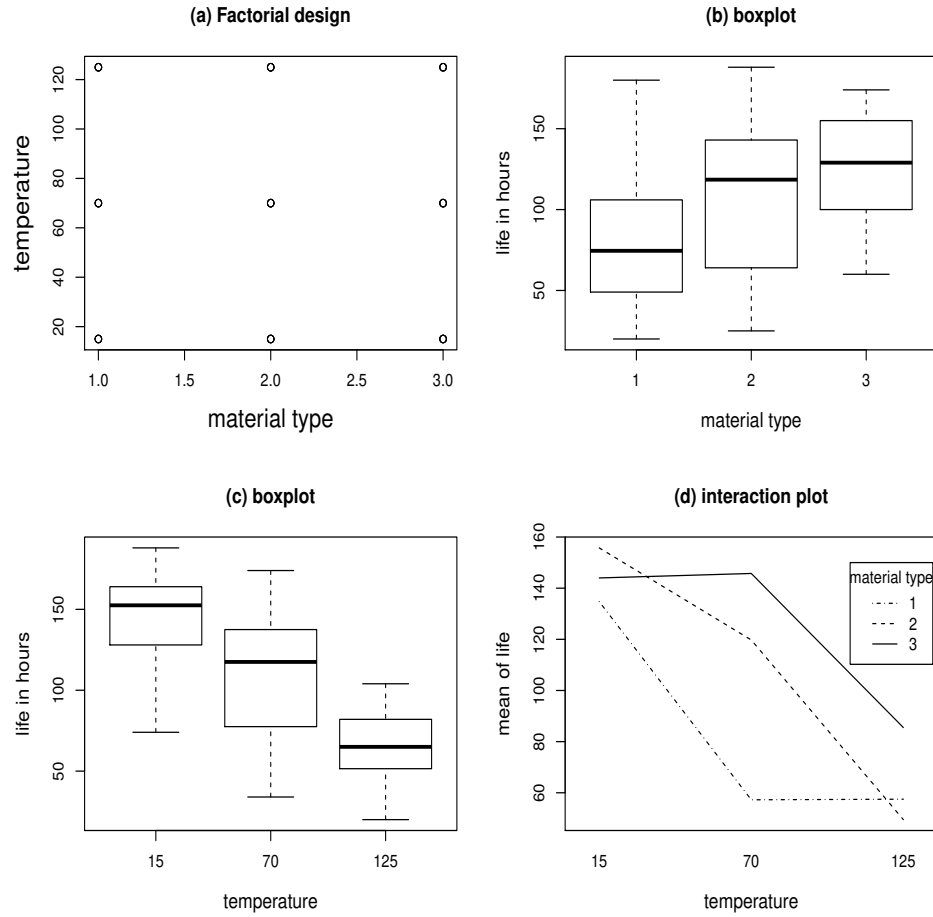 (a) Factorial design
temperature
120
100
80
60
40
20
1.0 1.5 2.0 2.5 3.0
material type
(b) boxplot
life in hours
150
100
50
1 2 3
material type
(c) boxplot
life in hours
150
100
50
15 70 125
temperature
(d) interaction plot
mean of life
160
140
120
100
80
60
material type
1
2
3
15 70 125
temperature